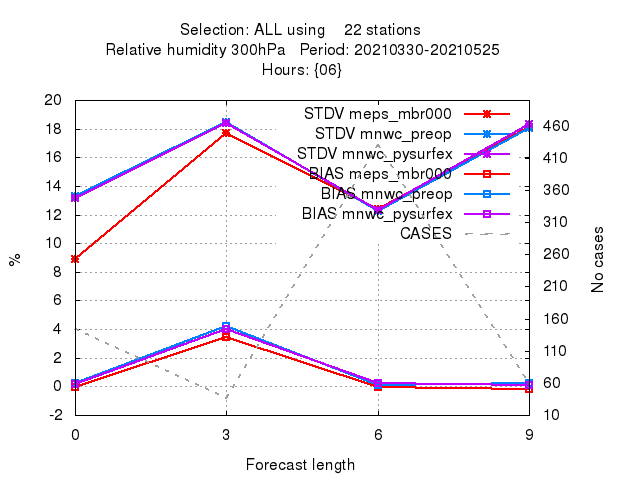 Selection: ALL using    22 stations
Relative humidity 300hPa   Period: 20210330-20210525
Hours: {06}
20
18
16
14
12
10
8
6
4
2
0
-2
%
STDV meps_mbr000
STDV mnwc_preop
STDV mnwc_pysurfex
BIAS meps_mbr000
BIAS mnwc_preop
BIAS mnwc_pysurfex
CASES
460
410
360
310
260
210
160
110
60
10
No cases
0 3 6 9
Forecast length